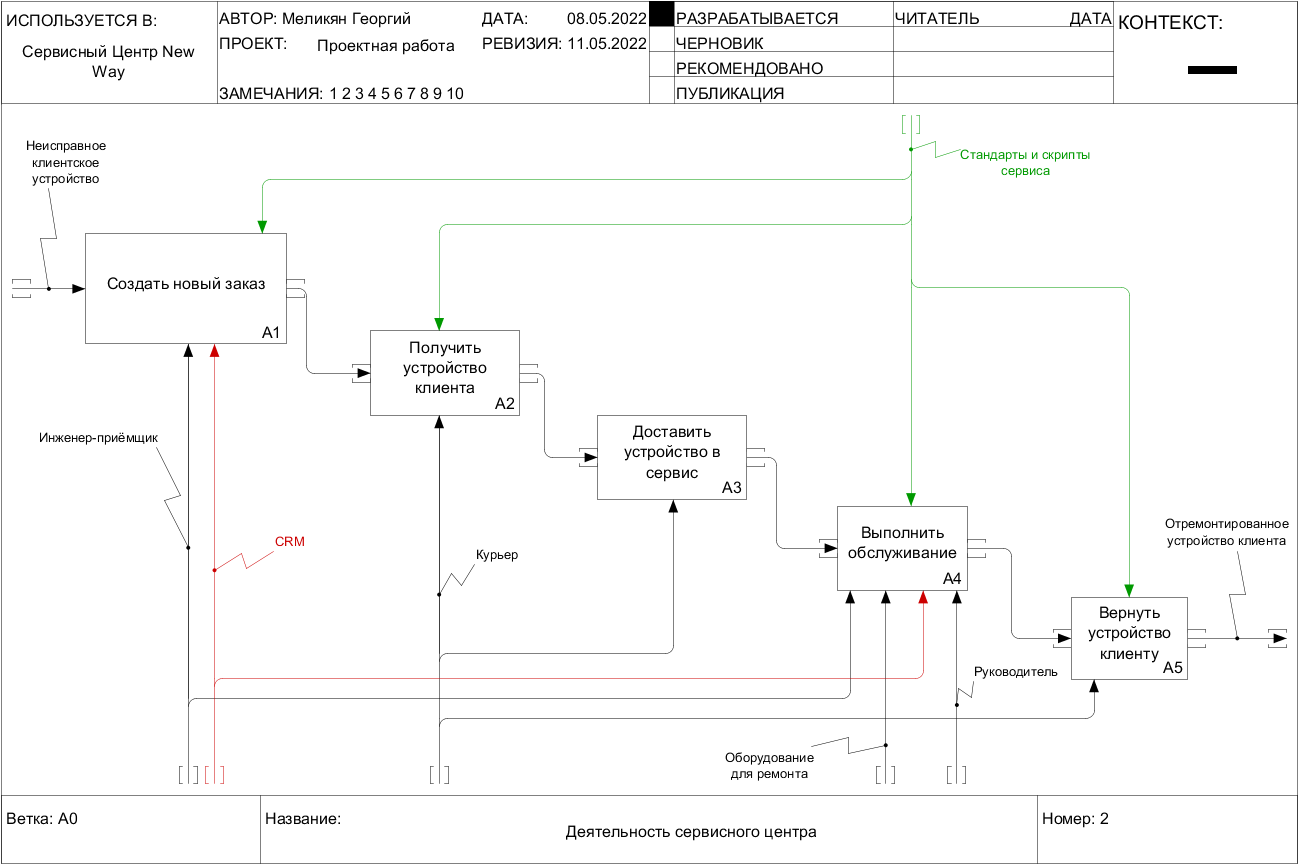 ИСПОЛЬЗУЕТСЯ В:
Сервисный Центр New
Way
АВТОР: Меликян Георгий
ДАТА: 08.05.2022
ПРОЕКТ: Проектная работа
РЕВИЗИЯ: 11.05.2022
ЗАМЕЧАНИЯ: 1 2 3 4 5 6 7 8 9 10
РАЗРАБАТЫВАЕТСЯ
ЧЕРНОВИК
РЕКОМЕНДОВАНО
ПУБЛИКАЦИЯ
ЧИТАТЕЛЬ
ДАТА
КОНТЕКСТ:
Неисправное
клиентское
устройство
Стандарты и скрипты
сервиса
Создать новый заказ
A1
Получить
устройство
клиента
A2
Доставить
устройство в
сервис
A3
Инженер-приёмщик
CRM
Курьер
Выполнить
обслуживание
A4
Отремонтированное
устройство клиента
Вернуть
устройство
клиенту
A5
Руководитель
Оборудование
для ремонта
Ветка: A0
Название:
Деятельность сервисного центра
Номер: 2